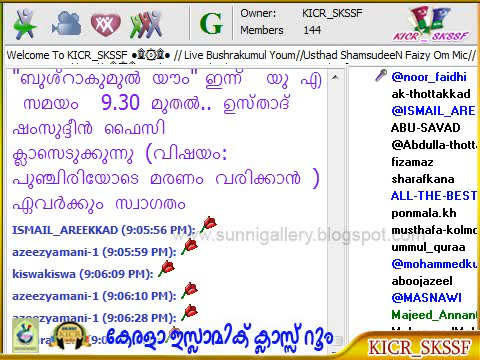 G
Owner: KICR_SKSSF
Members 144
KICR_SKSSF
Welcome To KICR_SKSSF // Live Bushrakumul Youm//Usthad ShamsudeeN Faizy Om Mic//
"ബുശ്റാകുമുൽ യൗം" ഇന്ന് യു എ
സമയം 9.30 മുതൽ.. ഉസ്താദ്
ഷംസുദ്ദീൻ ഫൈസി
ക്ലാസെടുക്കുന്നു (വിഷയം:
പുഞ്ചിരിയോടെ മരണം വരിക്കാൻ )
ഏവർക്കും സ്വാഗതം
ISMAIL_AREEKKAD (9:05:56 PM):
azeezyamani-1 (9:05:59 PM):
kiswakiswa (9:06:09 PM):
azeezyamani-1 (9:06:10 PM):
azeezyamani-1 (9:06:28 PM):
www.sunnigallery.blogspot.com
@noor_faidhi
ak-thottakkad
@ISMAIL_ARE
ABU-SAVAD
@Abdulla-thott
fizamaz
sharafkana
ALL-THE-BEST
ponmala.kh
musthafa-kolmo
ummul_quraa
@mohammedku
aboojazeel
@MASNAWI
Majeed_Annan
കേരളാ ഇസ്ലാമിക് ക്ലാസ്സ് റൂം
KICR_SKSSF